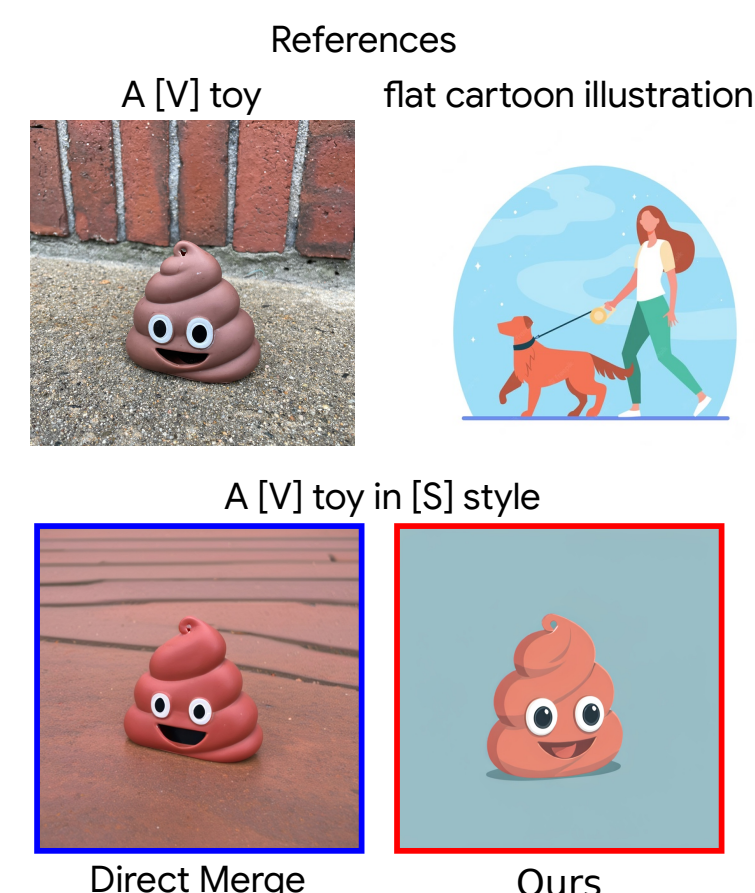 References
A [V] toy
flat cartoon illustration
A [V] toy in [S] style
Direct Merge
Ours